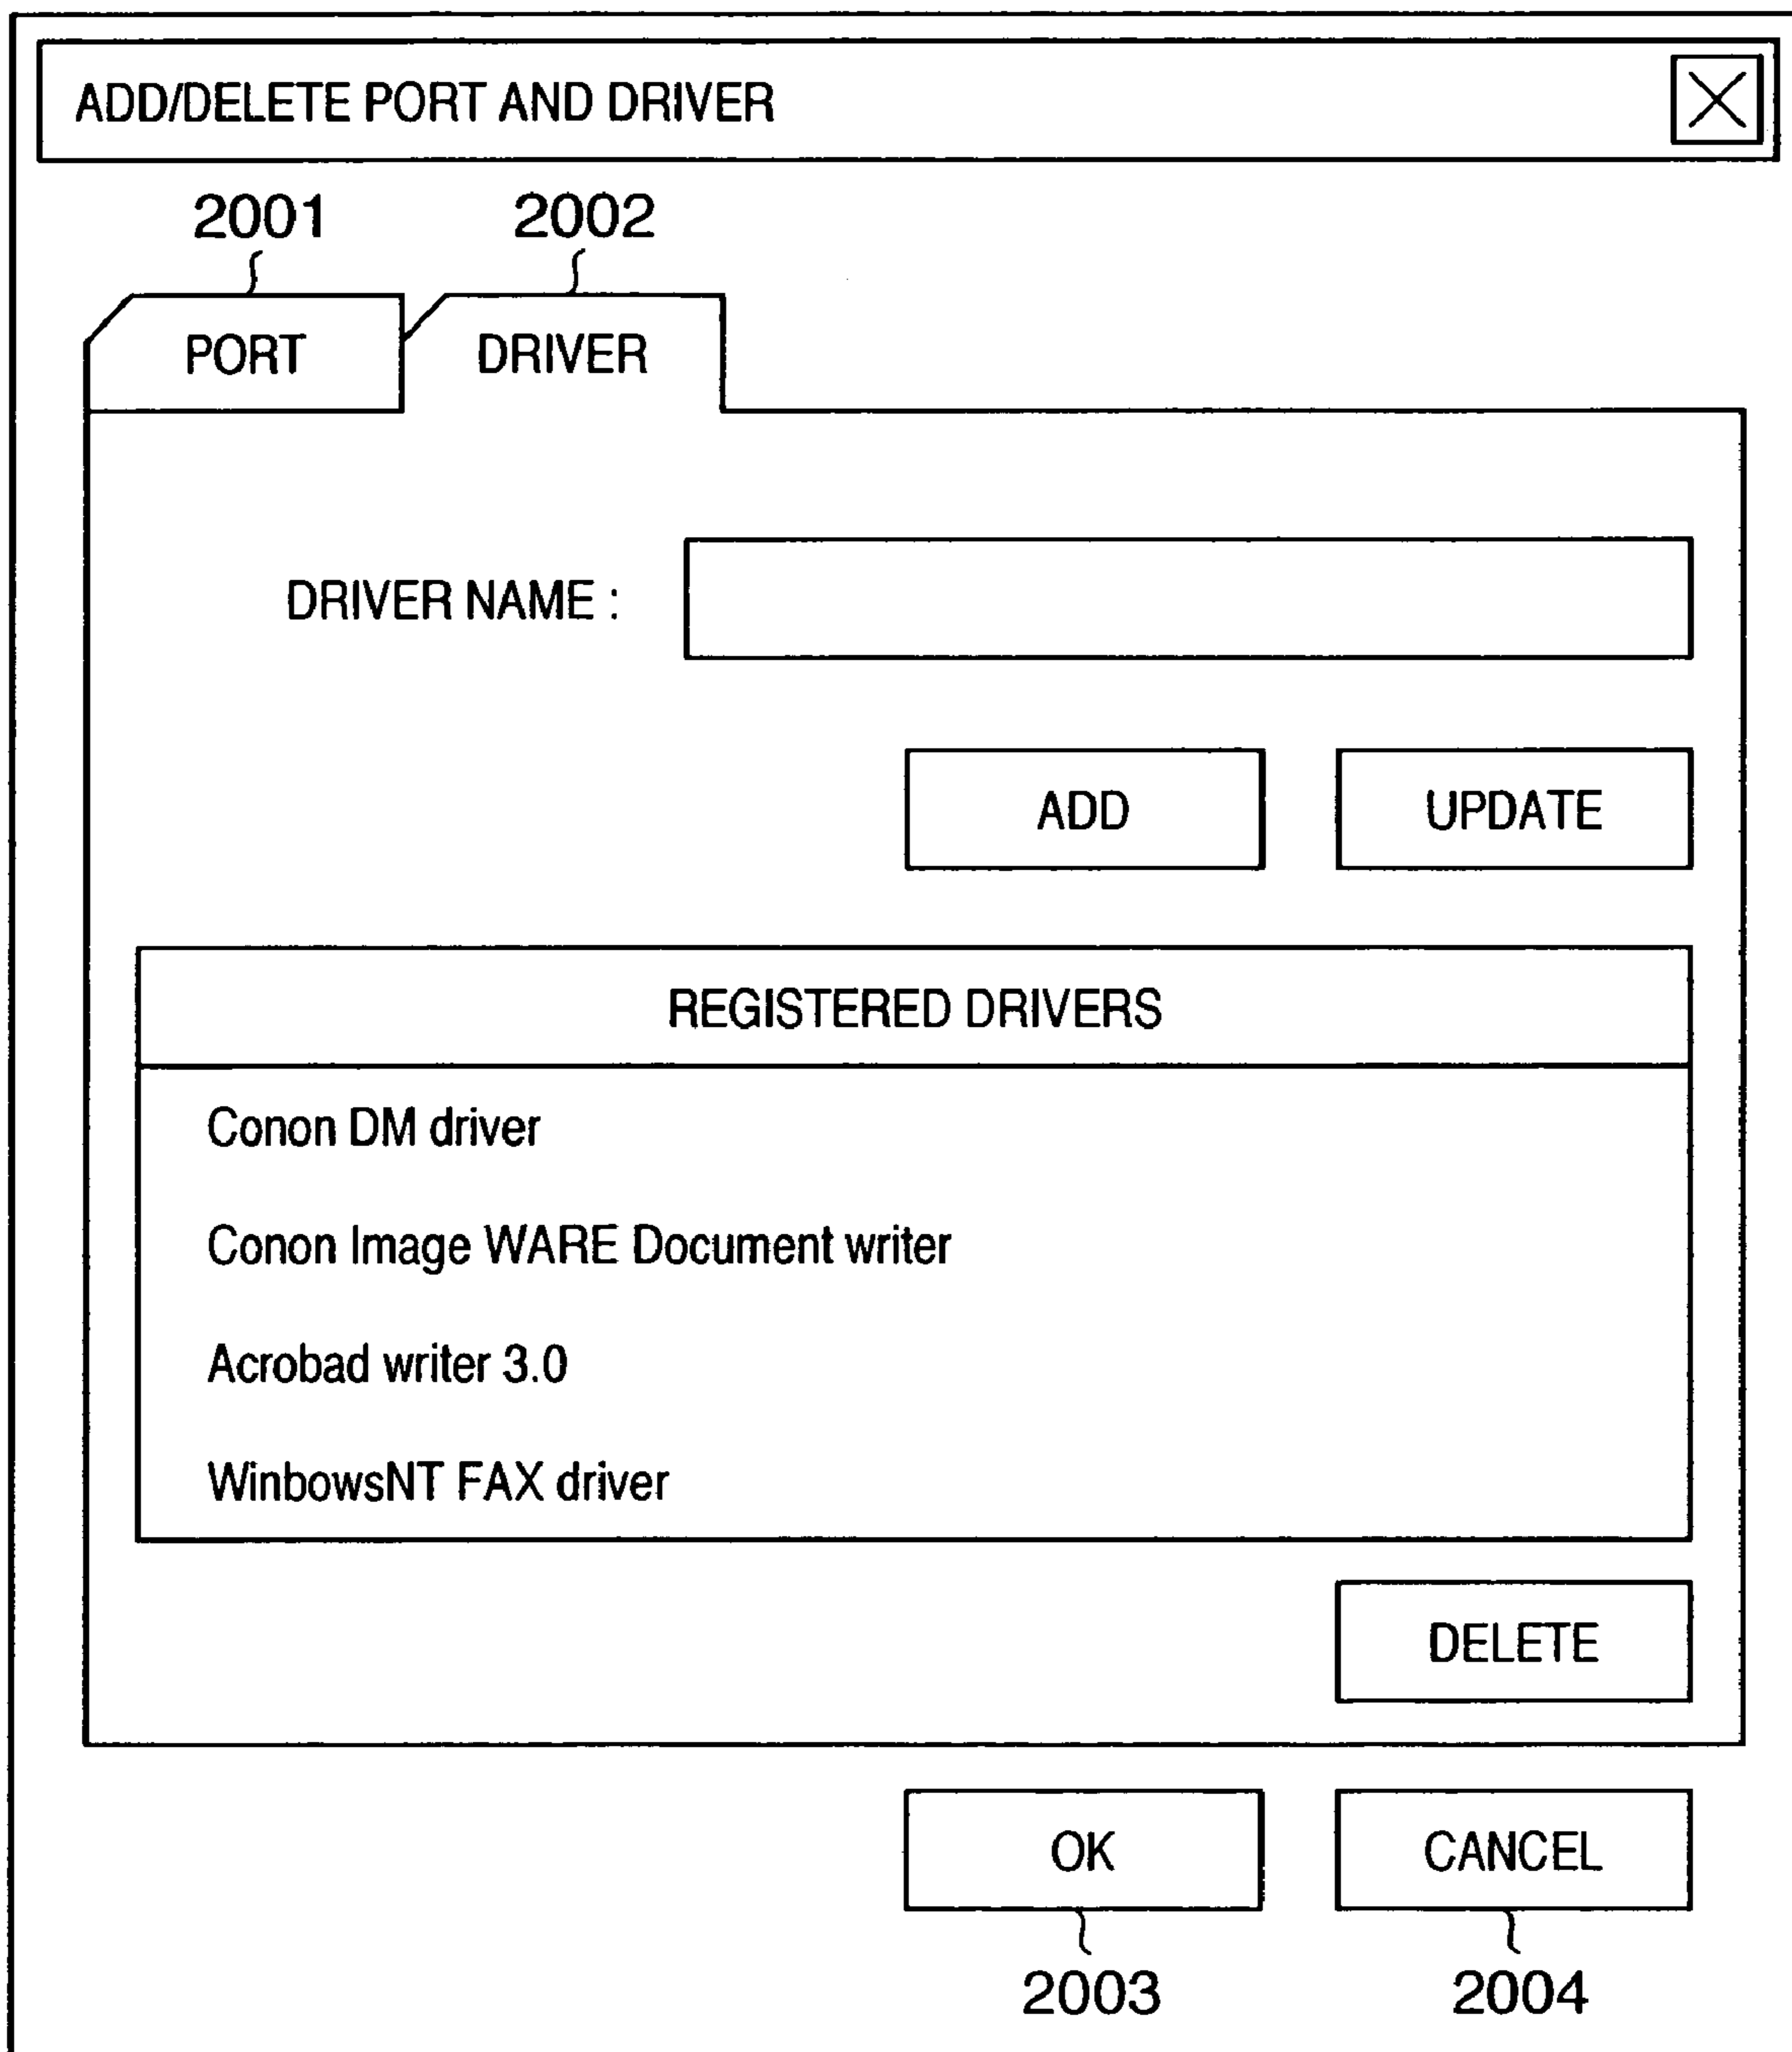 ADD/DELETE PORT AND DRIVER
2001 2002
PORT DRIVER
DRIVER NAME :
ADD UPDATE
REGISTERED DRIVERS
Conon DM driver
Conon Image WARE Document writer
Acrobad writer 3.0
WinbowsNT FAX driver
DELETE
OK CANCEL
2003 2004